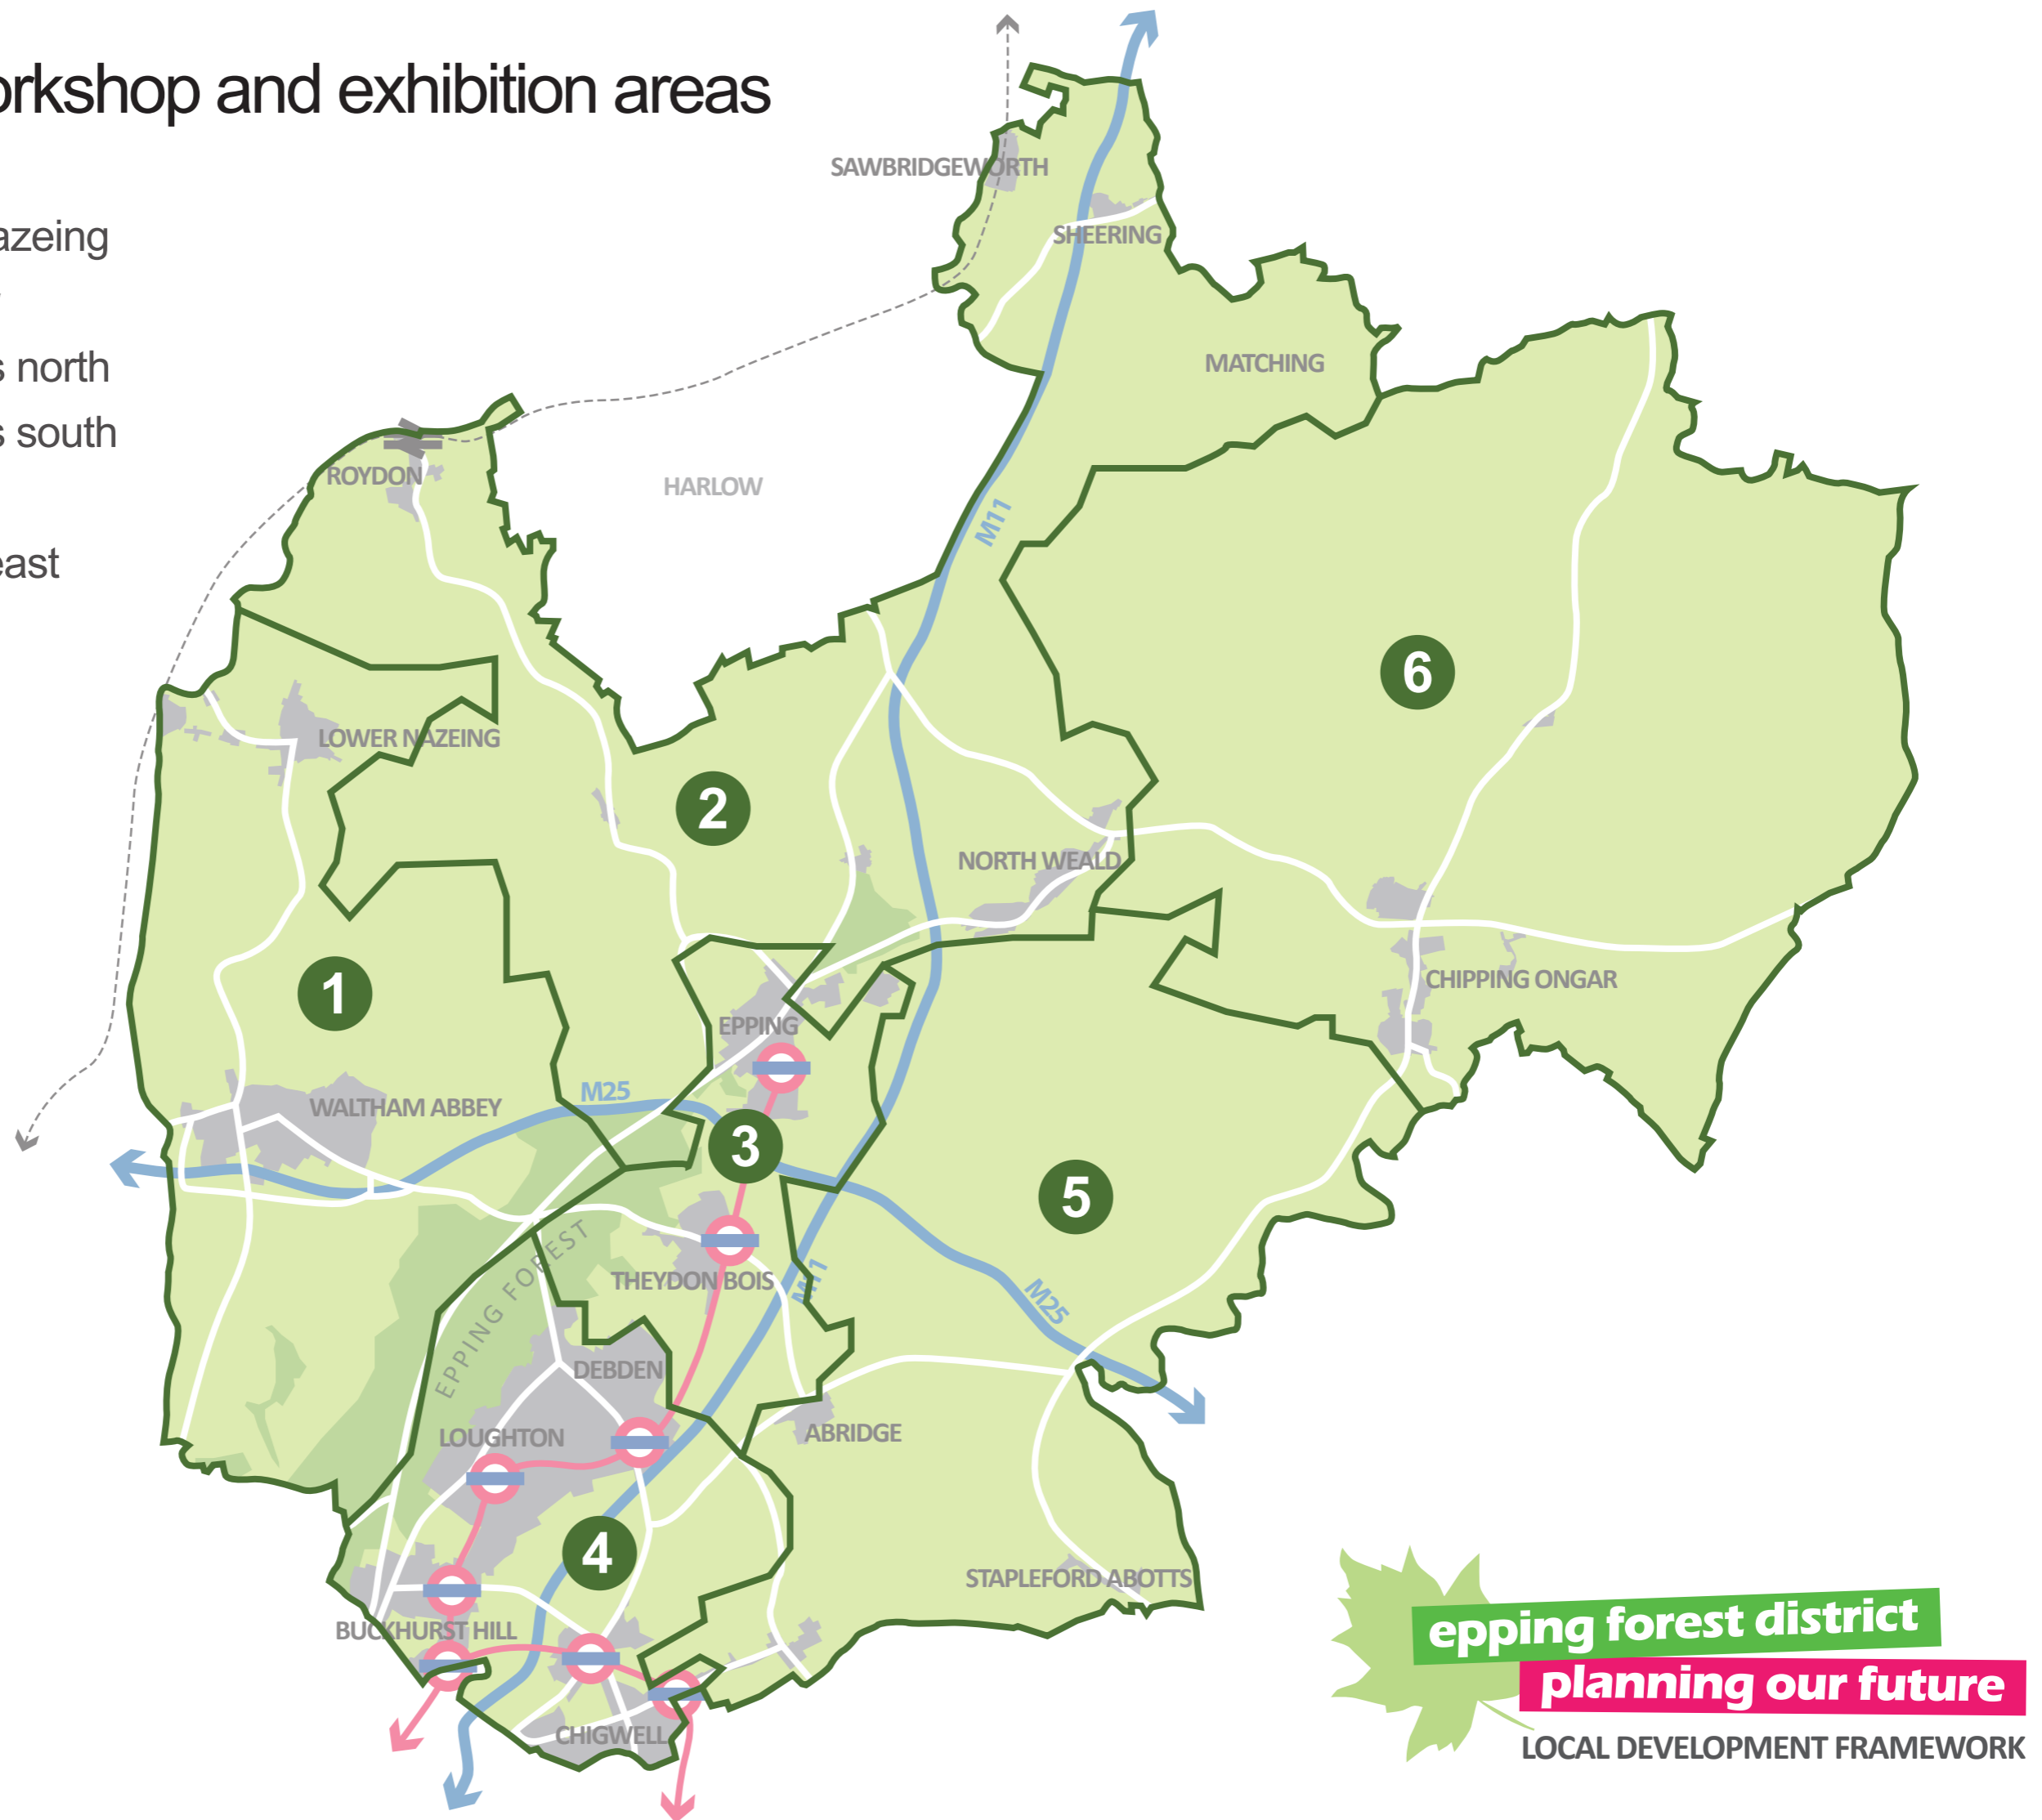 orkshop and exhibition areas
azeing
s north
s south
east
SAWBRIDGEWORTH
SHEERING
MATCHING
ROYDON
HARLOW
M11
6
LOWER NAZEING
2
NORTH WEALD
CHIPPING ONGAR
1
EPPING
M25
WALTHAM ABBEY
3
5
EPPING FOREST
THEYDON BOIS
M11
M25
DEBDEN
LOUGHTON
ABRIDGE
4
STAPLEFORD ABOTTS
BUCKHURST HILL
CHIGWELL
epping forest district
planning our future
LOCAL DEVELOPMENT FRAMEWORK